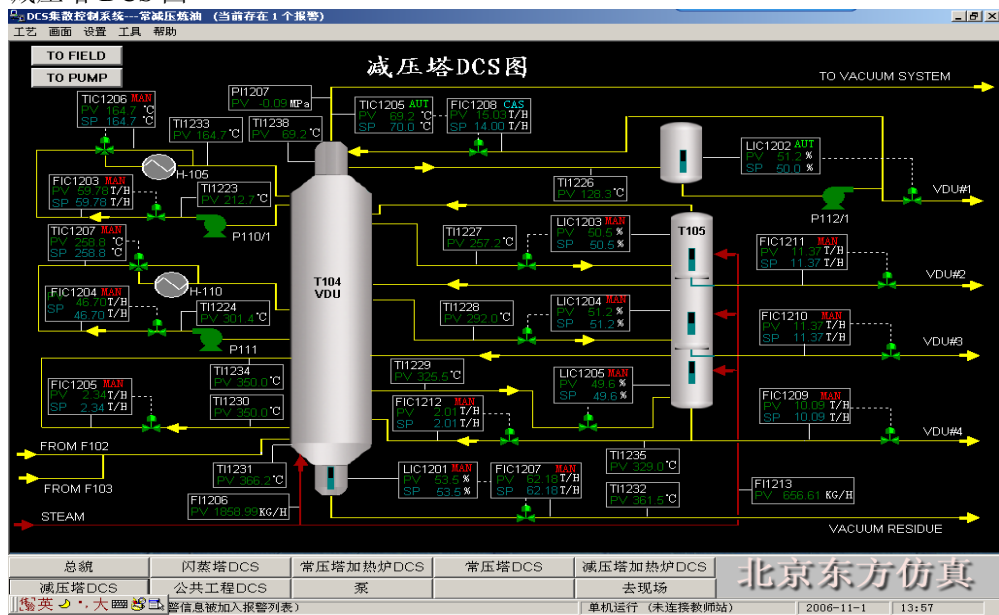 减压塔DCS图
DCS集散控制系统---常减压炼油 (当前存在1个报警)
工艺 画面 设置 工具 帮助
TO FIELD
TO PUMP
减压塔DCS图
TO VACUUM SYSTEM
PI1207
PV -0.09 MPa
TIC1206 MAN
PV 164.7 ℃
SP 164.7 ℃
TI1233
PV 164.7 ℃
TI1238
PV 69.2 ℃
TIC1205 AUT
PV 69.2 ℃
SP 70.0 ℃
FIC1208 CAS
PV 15.03 T/H
SP 14.00 T/H
LIC1202 AUT
PV 51.2 %
SP 50.0 %
H-105
FIC1203 MAN
PV 59.78 T/H
SP 59.78 T/H
TI1223
PV 212.7 ℃
TI1226
PV 128.3 ℃
VDU#1
P110/1
P112/1
TIC1207 MAN
PV 258.8 ℃
SP 258.8 ℃
TI1227
PV 257.2 ℃
LIC1203 MAN
PV 50.5 %
SP 50.5 %
T105
FIC1211 MAN
PV 11.37 T/H
SP 11.37 T/H
VDU#2
T104
VDU
H-110
FIC1204 MAN
PV 46.70 T/H
SP 46.70 T/H
TI1224
PV 301.4 ℃
TI1228
PV 292.0 ℃
LIC1204 MAN
PV 51.2 %
SP 51.2 %
FIC1210 MAN
PV 11.37 T/H
SP 11.37 T/H
VDU#3
P111
TI1234
PV 350.0 ℃
TI1229
PV 325.5 ℃
LIC1205 MAN
PV 49.6 %
SP 49.6 %
FIC1205 MAN
PV 2.34 T/H
SP 2.34 T/H
TI1230
PV 350.0 ℃
FIC1212
PV 2.01 T/H
SP 2.01 T/H
FIC1209 MAN
PV 10.09 T/H
SP 10.09 T/H
VDU#4
FROM F102
FROM F103
TI1231
PV 366.2 ℃
LIC1201 MAN
PV 53.5 %
SP 53.5 %
FIC1207 MAN
PV 62.18 T/H
SP 62.18 T/H
TI1235
PV 329.0 ℃
TI1232
PV 361.5 ℃
FI1213
PV 656.61 KG/H
FI1206
PV 1858.99 KG/H
STEAM
VACUUM RESIDUE
总貌 闪蒸塔DCS 常压塔加热炉DCS 常压塔DCS 减压塔加热炉DCS
减压塔DCS 公共工程DCS 泵 去现场
北京东方仿真
英 大 警信息被加入报警列表) 单机运行 (未连接教师站) 2006-11-1 13:57